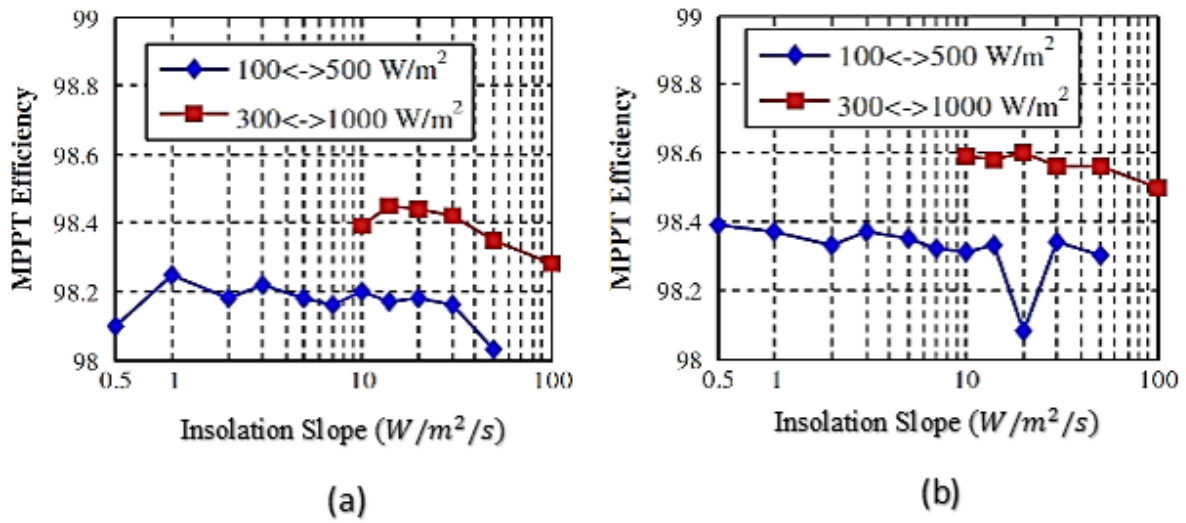 99
98.8
98.6
98.4
98.2
98
MPPT Efficiency
100<->500 W/m²
300<->1000 W/m²
0.5 1 10 100
Insolation Slope (W/m²/s)
(a)
99
98.8
98.6
98.4
98.2
98
MPPT Efficiency
100<->500 W/m²
300<->1000 W/m²
0.5 1 10 100
Insolation Slope (W/m²/s)
(b)